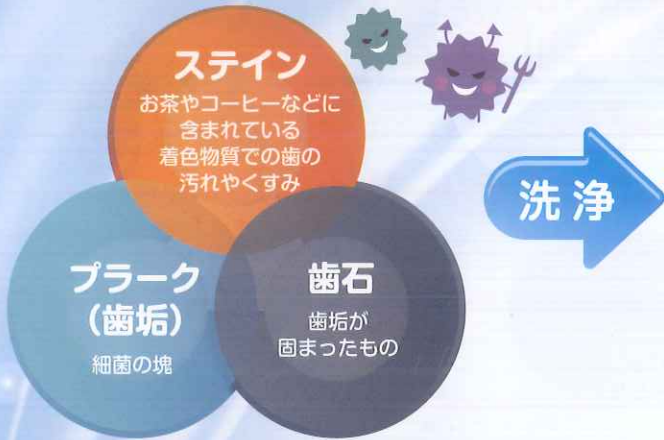 ステイン
お茶やコーヒーなどに
含まれている
着色物質での歯の
汚れやくすみ
プラーク
（歯垢）
細菌の塊
歯石
歯垢が
固まったもの
洗浄